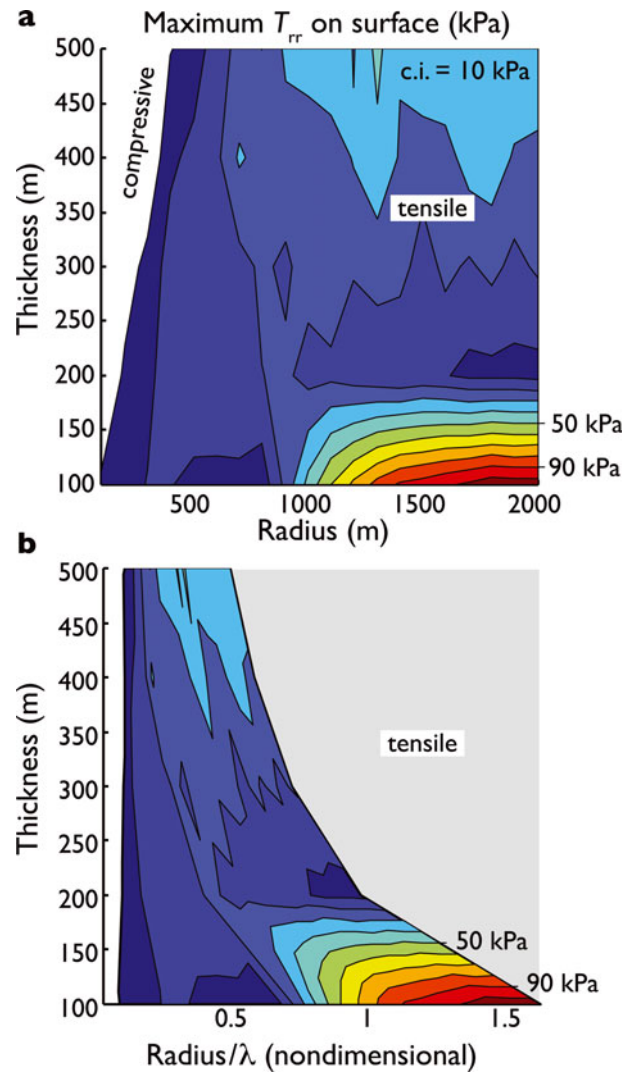 a Maximum Trr on surface (kPa)
500
450
400
350
300
250
200
150
100
Thickness (m)
compressive
c.i. = 10 kPa
tensile
50 kPa
90 kPa
500 1000 1500 2000
Radius (m)
b
500
450
400
350
300
250
200
150
100
Thickness (m)
tensile
50 kPa
90 kPa
0.5 1 1.5
Radius/λ (nondimensional)